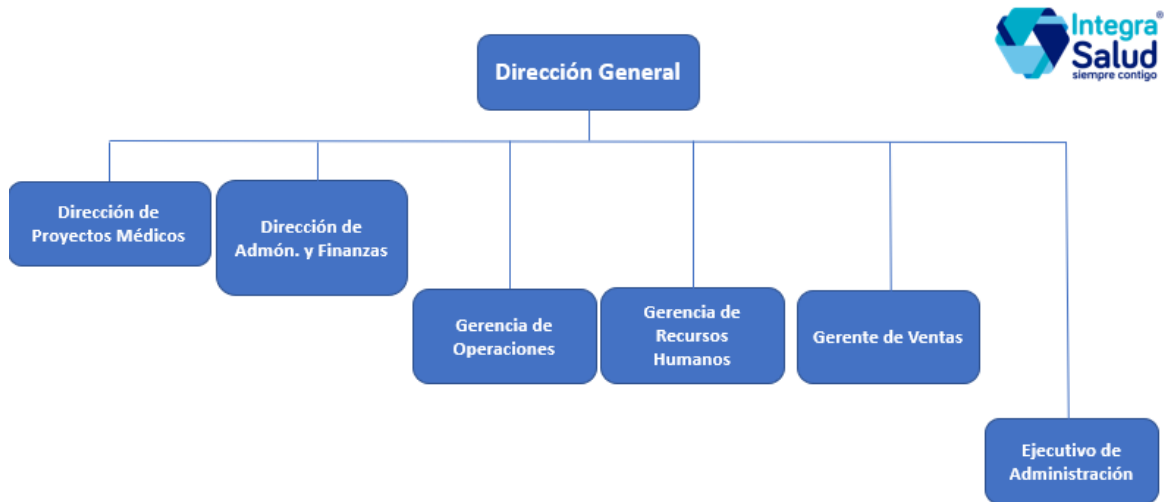 Integra®
Salud
siempre contigo
Dirección General
Dirección de
Proyectos Médicos
Dirección de
Admón. y Finanzas
Gerencia de
Operaciones
Gerencia de
Recursos
Humanos
Gerente de Ventas
Ejecutivo de
Administración